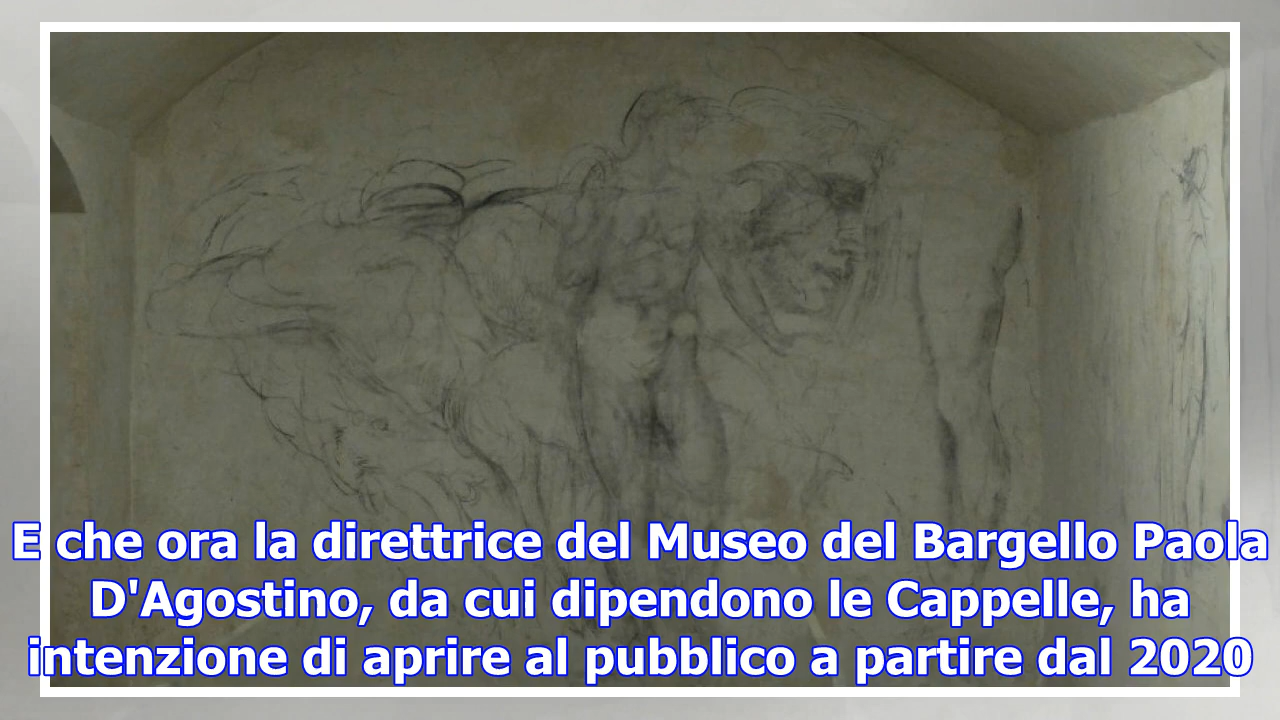 E che ora la direttrice del Museo del Bargello Paola
D'Agostino, da cui dipendono le Cappelle, ha
intenzione di aprire al pubblico a partire dal 2020